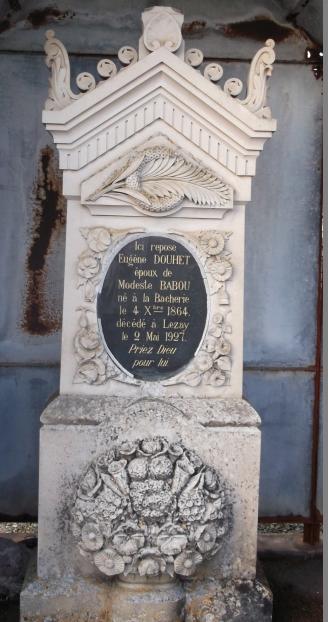 Ici repose
Eugène DOUHET
époux de
Modeste BABOU
né à la Bacherie
le 4 Xbre 1864.
décédé à Lezay
le 2 Mai 1927.
Priez Dieu
pour lui.